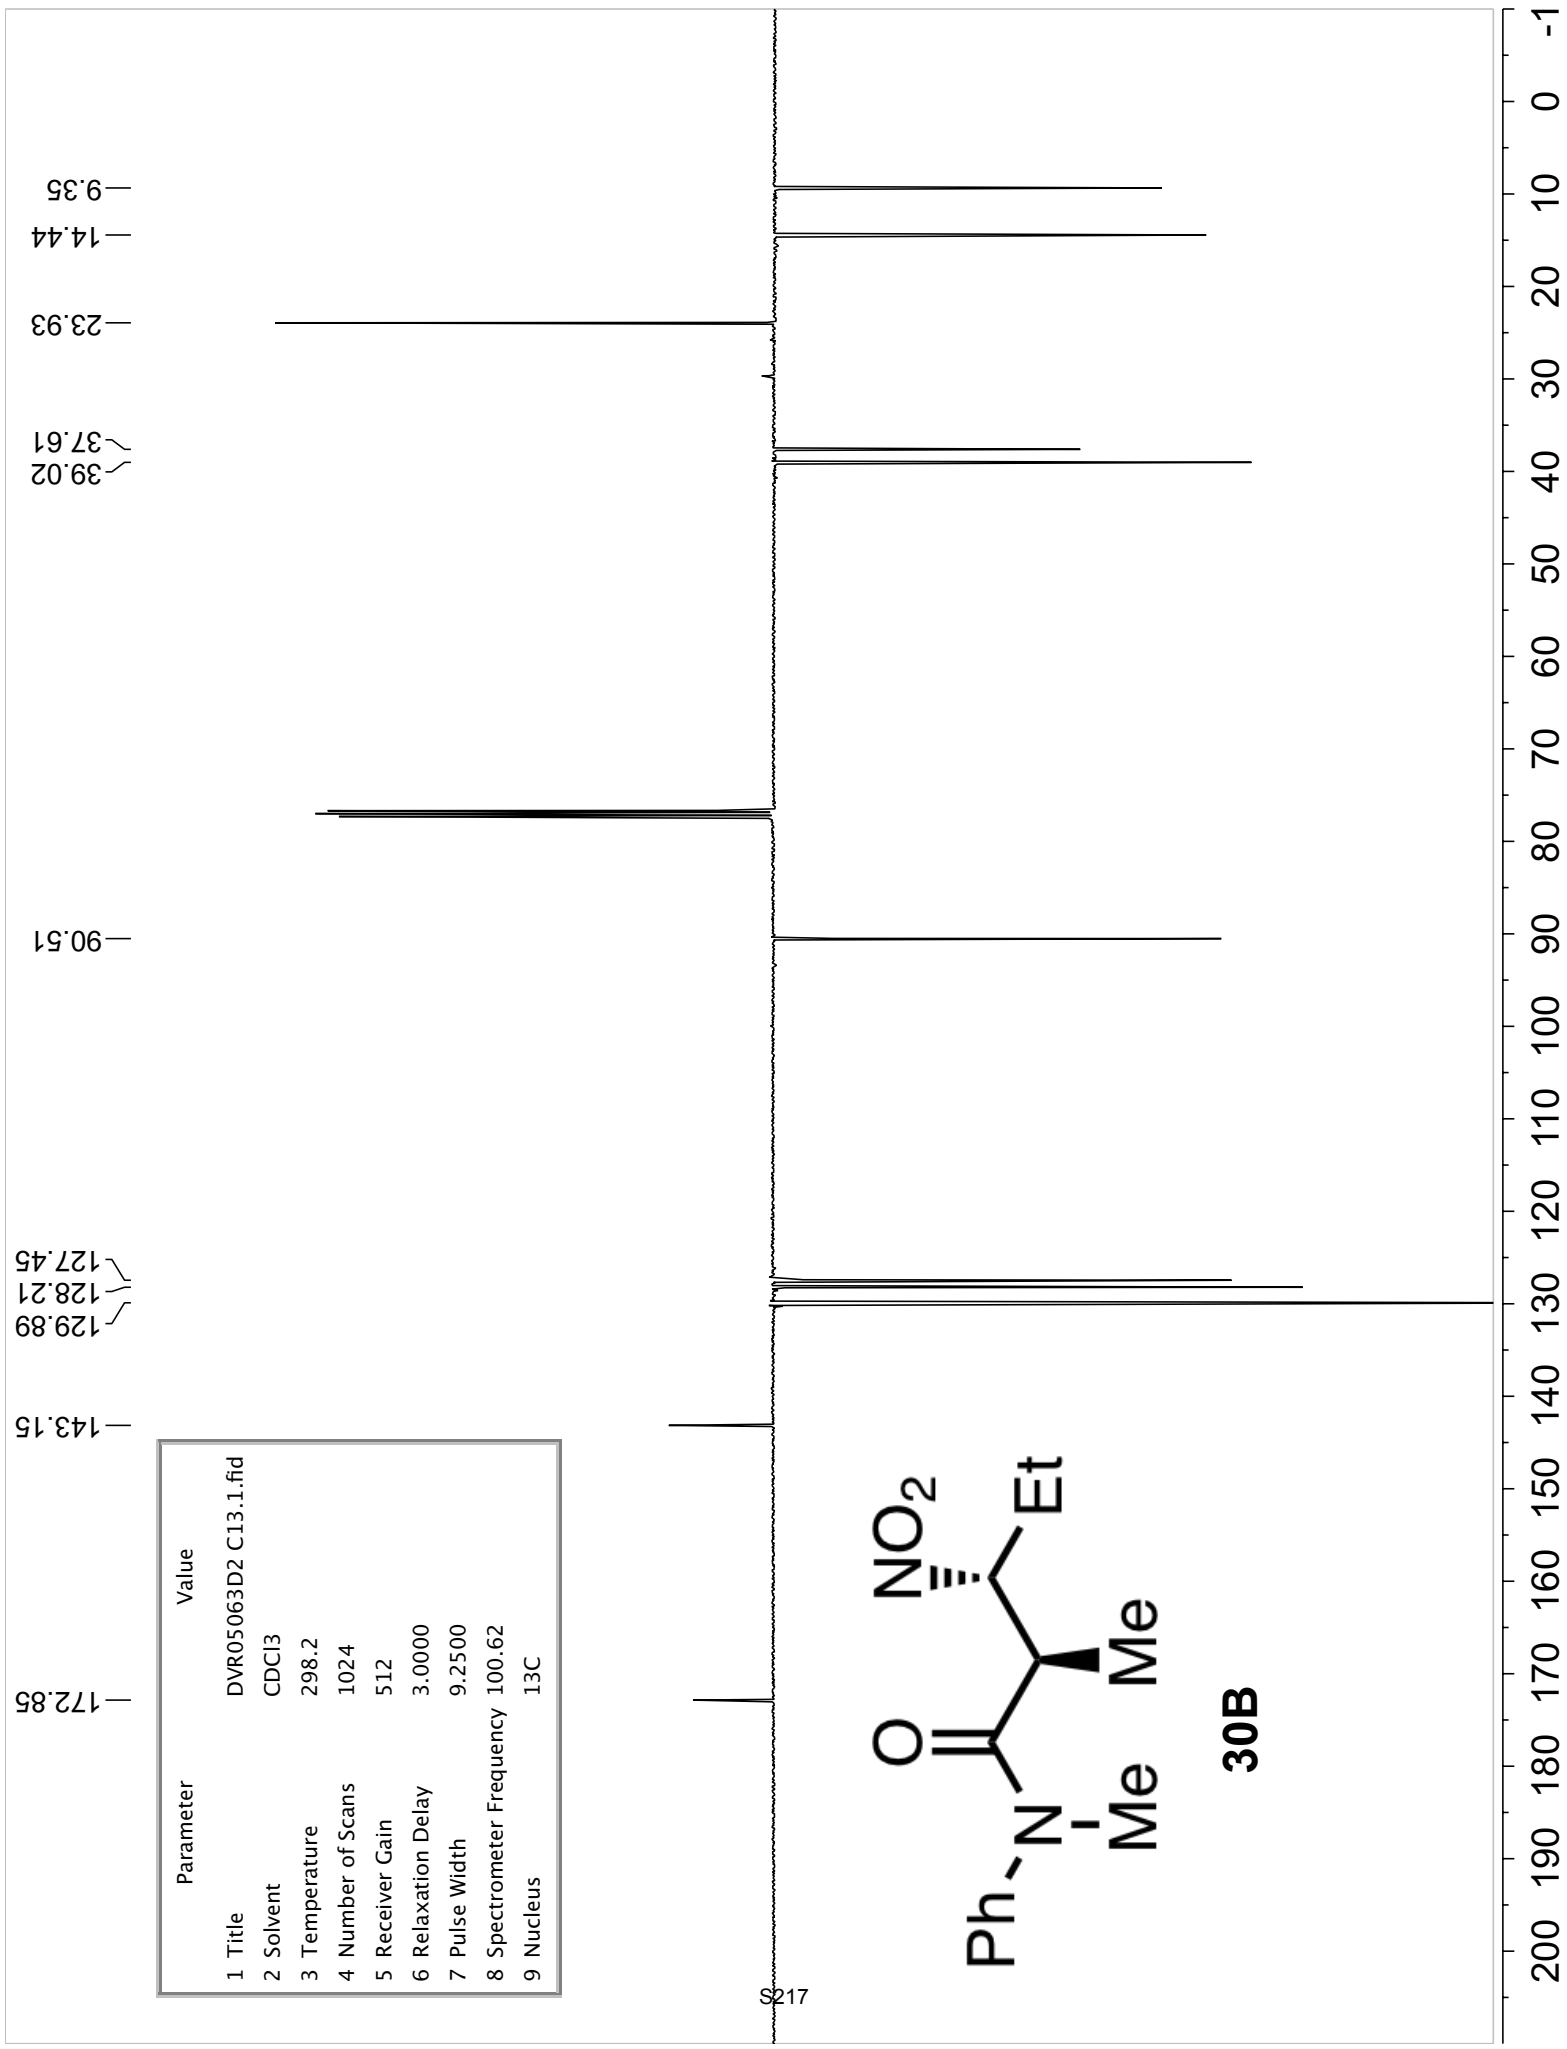 172.85
143.15
129.89
128.21
127.45
90.51
39.02
37.61
23.93
14.44
9.35
Parameter Value
1 Title DVR05063D2 C13.1.fid
2 Solvent CDCl3
3 Temperature 298.2
4 Number of Scans 1024
5 Receiver Gain 512
6 Relaxation Delay 3.0000
7 Pulse Width 9.2500
8 Spectrometer Frequency 100.62
9 Nucleus 13C
S217
O NO2
Ph N Et
Me Me
30B
200 190 180 170 160 150 140 130 120 110 100 90 80 70 60 50 40 30 20 10 0 -1